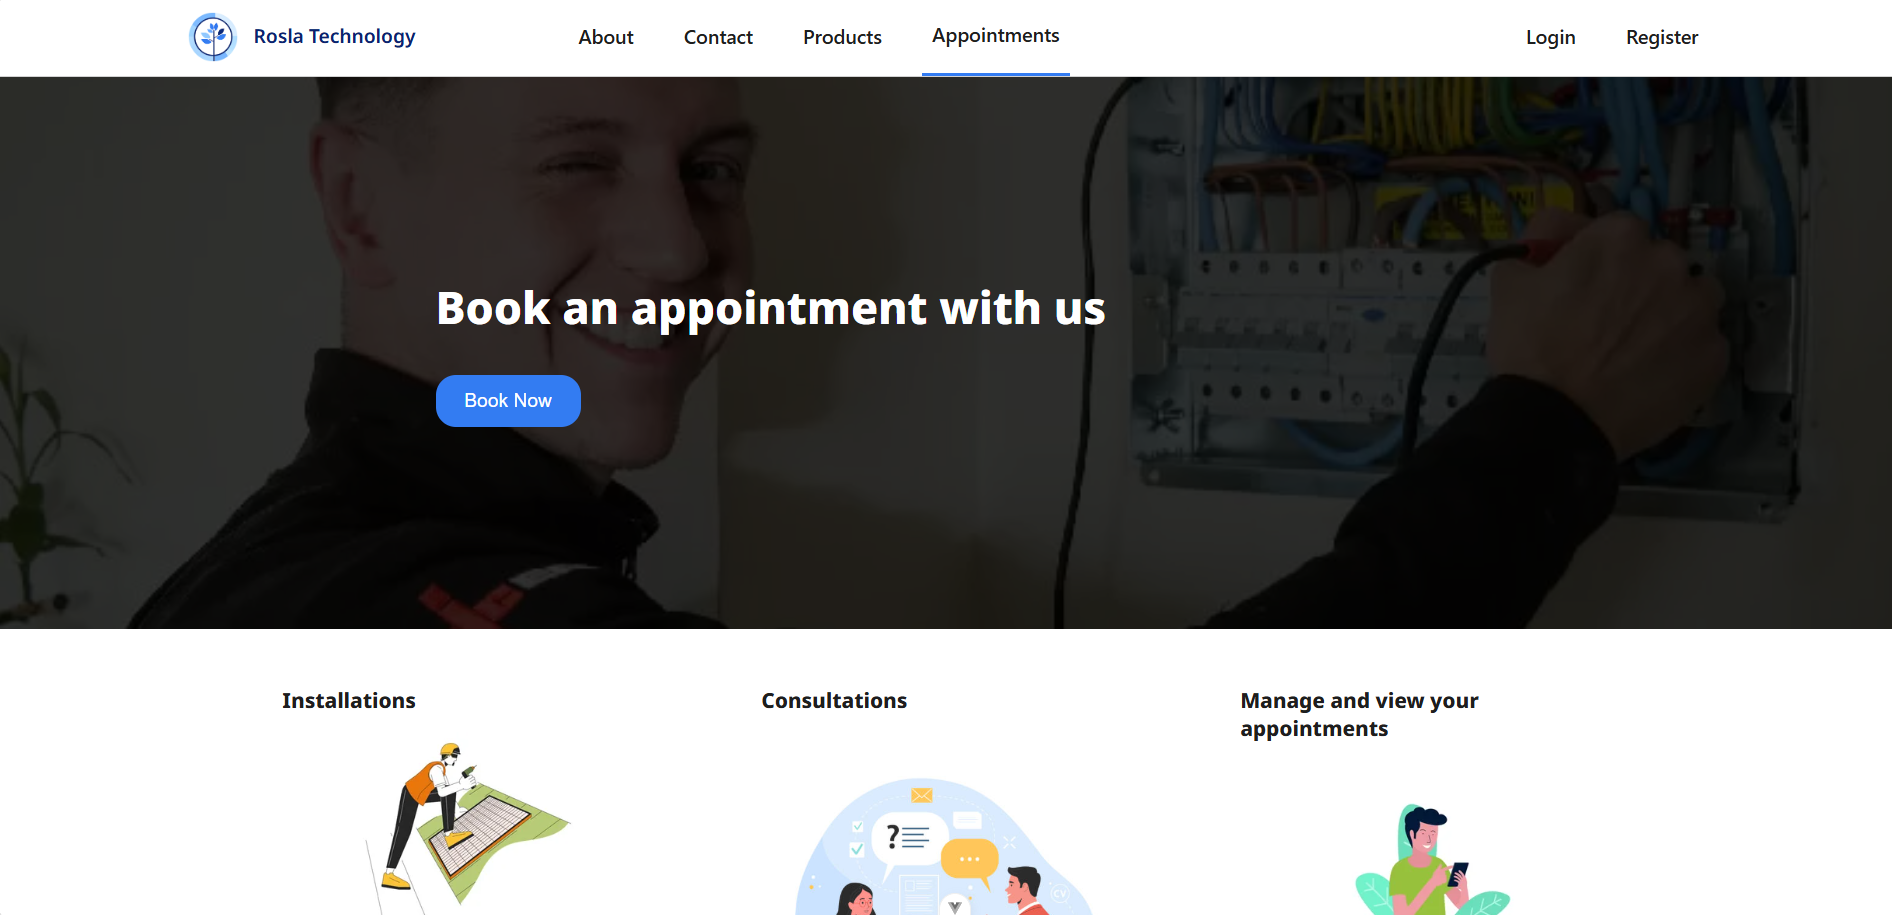 Rosla Technology
About
Contact
Products
Appointments
Login
Register
Book an appointment with us
Book Now
Installations
Consultations
Manage and view your
appointments
?
CV